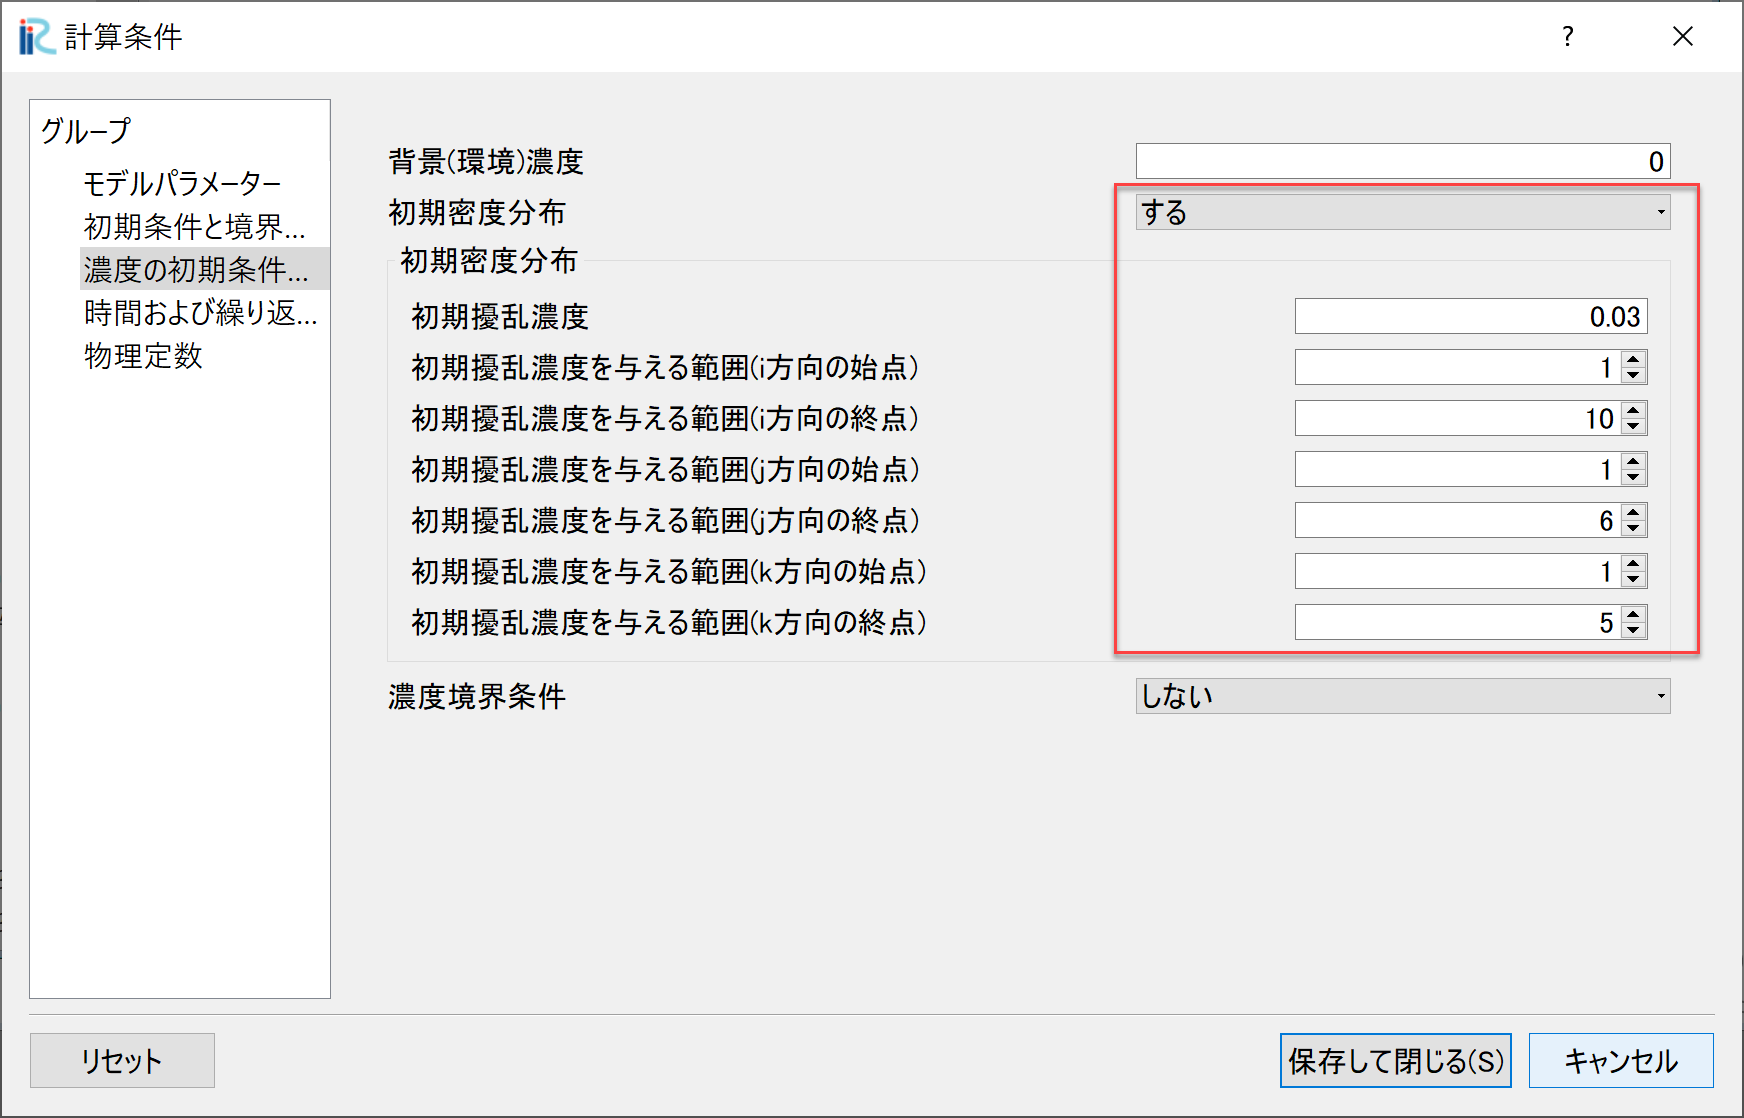 iRC 計算条件
?
グループ
モデルパラメーター
初期条件と境界...
濃度の初期条件...
時間および繰り返...
物理定数
背景(環境)濃度 0
初期密度分布 する
初期密度分布
初期擾乱濃度 0.03
初期擾乱濃度を与える範囲(i方向の始点) 1
初期擾乱濃度を与える範囲(i方向の終点) 10
初期擾乱濃度を与える範囲(j方向の始点) 1
初期擾乱濃度を与える範囲(j方向の終点) 6
初期擾乱濃度を与える範囲(k方向の始点) 1
初期擾乱濃度を与える範囲(k方向の終点) 5
濃度境界条件 しない
リセット 保存して閉じる(S) キャンセル